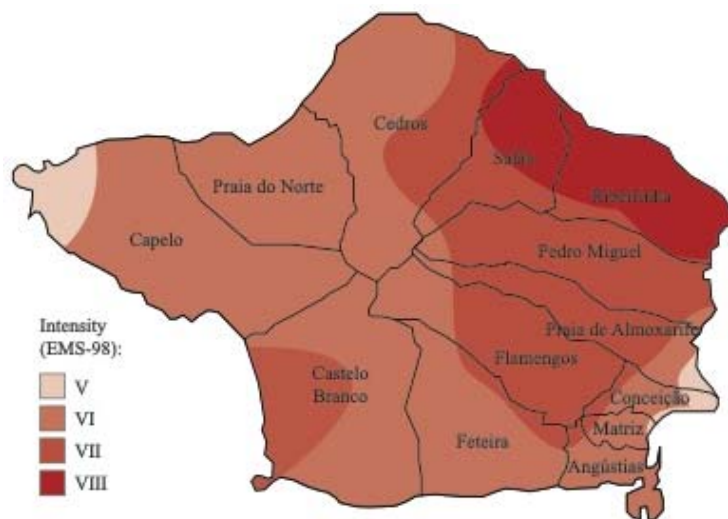 Cedros
Salão
Ribeirinha
Praia do Norte
Capelo
Pedro Miguel
Praia de Almoxarife
Flamengos
Castelo
Branco
Conceição
Matriz
Feteira
Angústias
Intensity
(EMS-98):
V
VI
VII
VIII